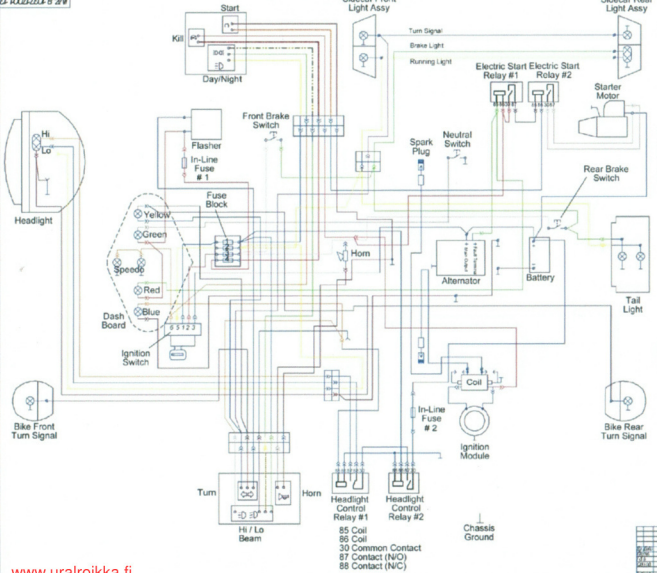 Start
Sidecar Front
Light Assy
Sidecar Rear
Light Assy
Kill
Turn Signal
Brake Light
Running Light
Day/Night
Electric Start
Relay #1
Electric Start
Relay #2
Starter
Motor
Hi
Lo
Headlight
Flasher
Front Brake
Switch
Spark
Plug
Neutral
Switch
In-Line
Fuse
# 1
Rear Brake
Switch
Fuse
Block
Yellow
Green
Speedo
Red
Blue
Dash
Board
Horn
Alternator
Battery
Tail
Light
Ignition
Switch
Coil
Bike Front
Turn Signal
In-Line
Fuse
# 2
Ignition
Module
Bike Rear
Turn Signal
Turn
Horn
Hi / Lo
Beam
Headlight
Control
Relay #1
Headlight
Control
Relay #2
Chassis
Ground
85 Coil
86 Coil
30 Common Contact
87 Contact (N/O)
88 Contact (N/C)
www.uralroikka.fi